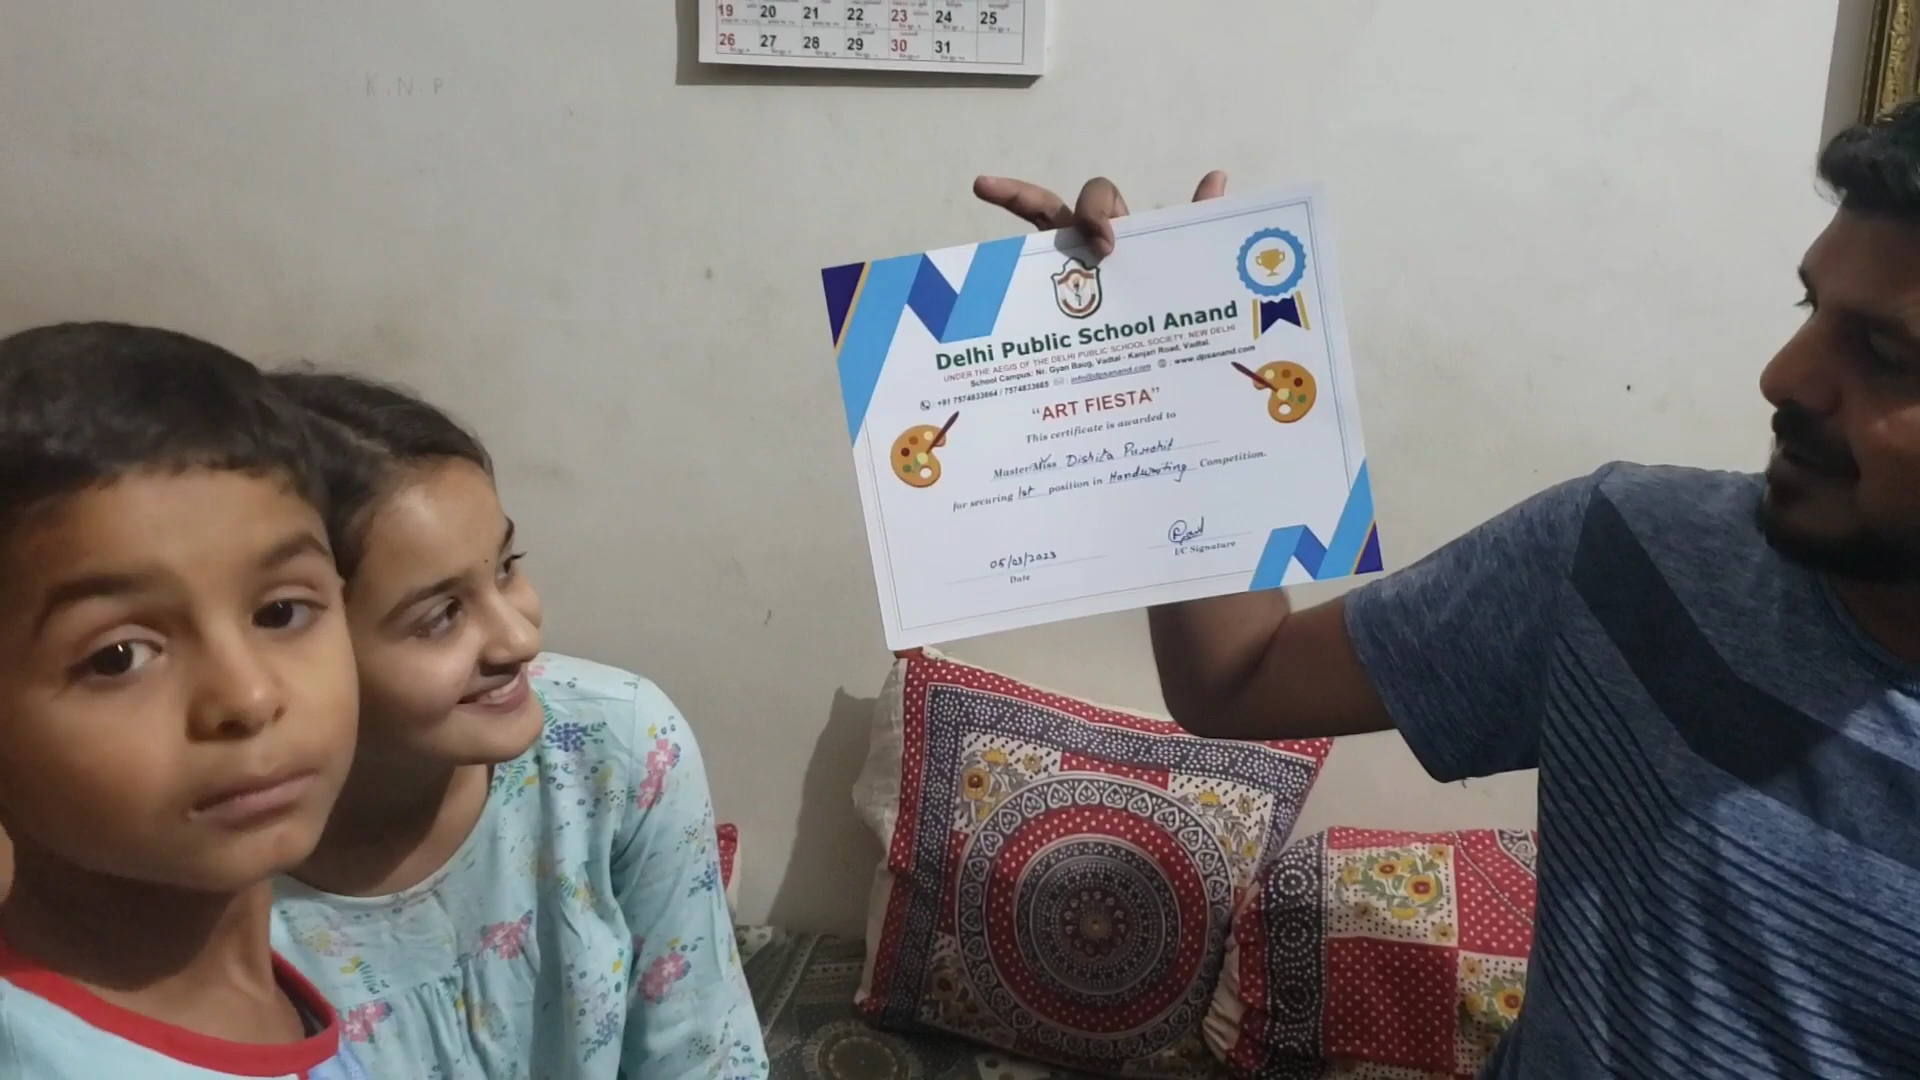 19 20 21 22 23 24 25
26 27 28 29 30 31
K.N.P
Delhi Public School Anand
UNDER THE AEGIS OF THE DELHI PUBLIC SCHOOL SOCIETY, NEW DELHI
School Campus: Nr. Gyan Baug, Vadtal - Kanjari Road, Vadtal.
: +91 7574833664 / 7574833665 : info@dpsanand.com : www.dpsanand.com
"ART FIESTA"
This certificate is awarded to
Master/Miss Dishita Purohit
for securing 1st position in Handwriting Competition.
05/03/2023
Date
I/C Signature